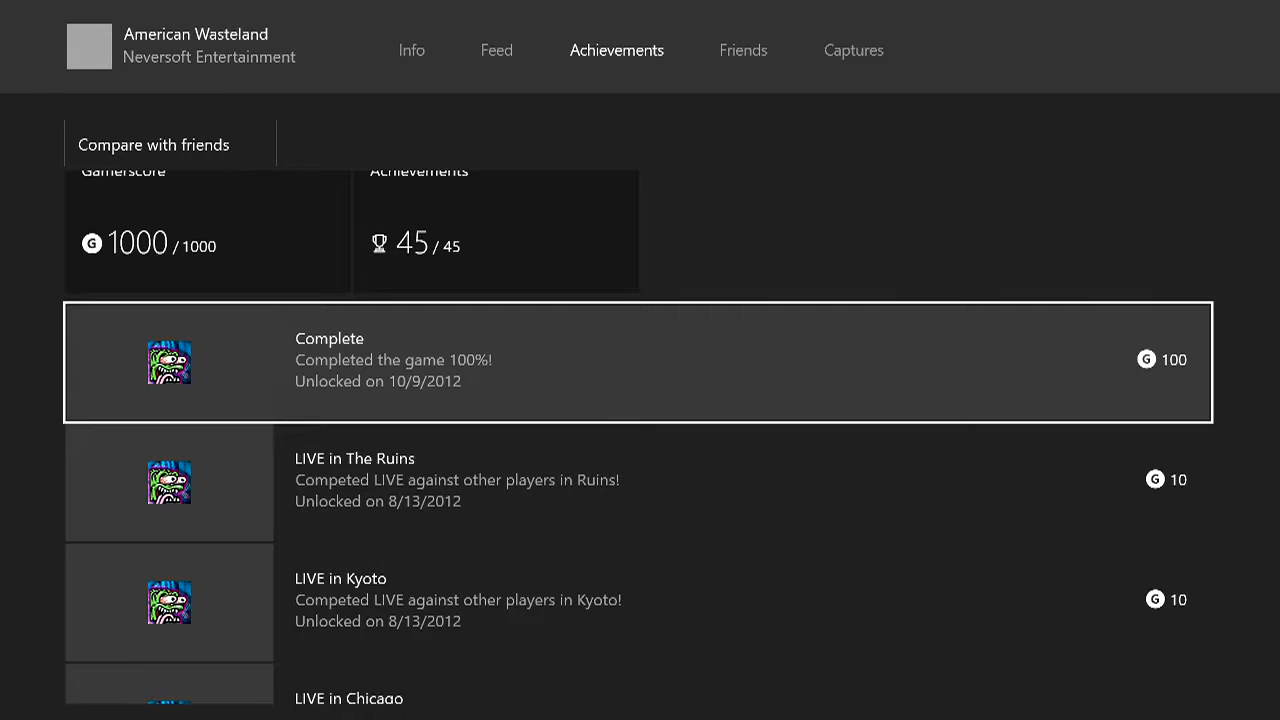 American Wasteland
Neversoft Entertainment
Info
Feed
Achievements
Friends
Captures
Compare with friends
Gamerscore
Achievements
G 1000 / 1000
45 / 45
Complete
Completed the game 100%!
Unlocked on 10/9/2012
G 100
LIVE in The Ruins
Competed LIVE against other players in Ruins!
Unlocked on 8/13/2012
G 10
LIVE in Kyoto
Competed LIVE against other players in Kyoto!
Unlocked on 8/13/2012
G 10
LIVE in Chicago